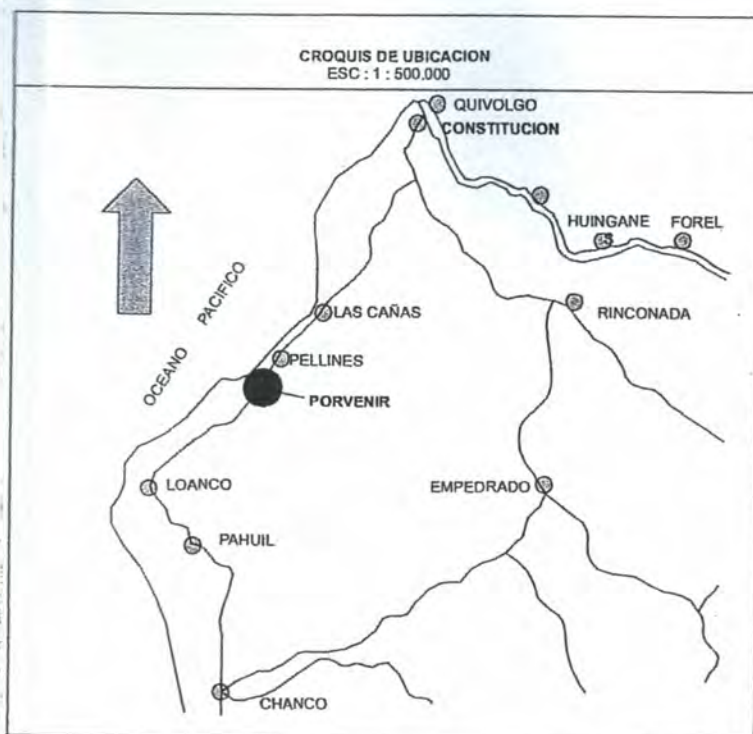 CROQUIS DE UBICACION
ESC : 1 : 500.000
QUIVOLGO
CONSTITUCION
HUINGANE
S
FOREL
OCEANO PACIFICO
LAS CAÑAS
RINCONADA
PELLINES
PORVENIR
LOANCO
EMPEDRADO
PAHUIL
CHANCO